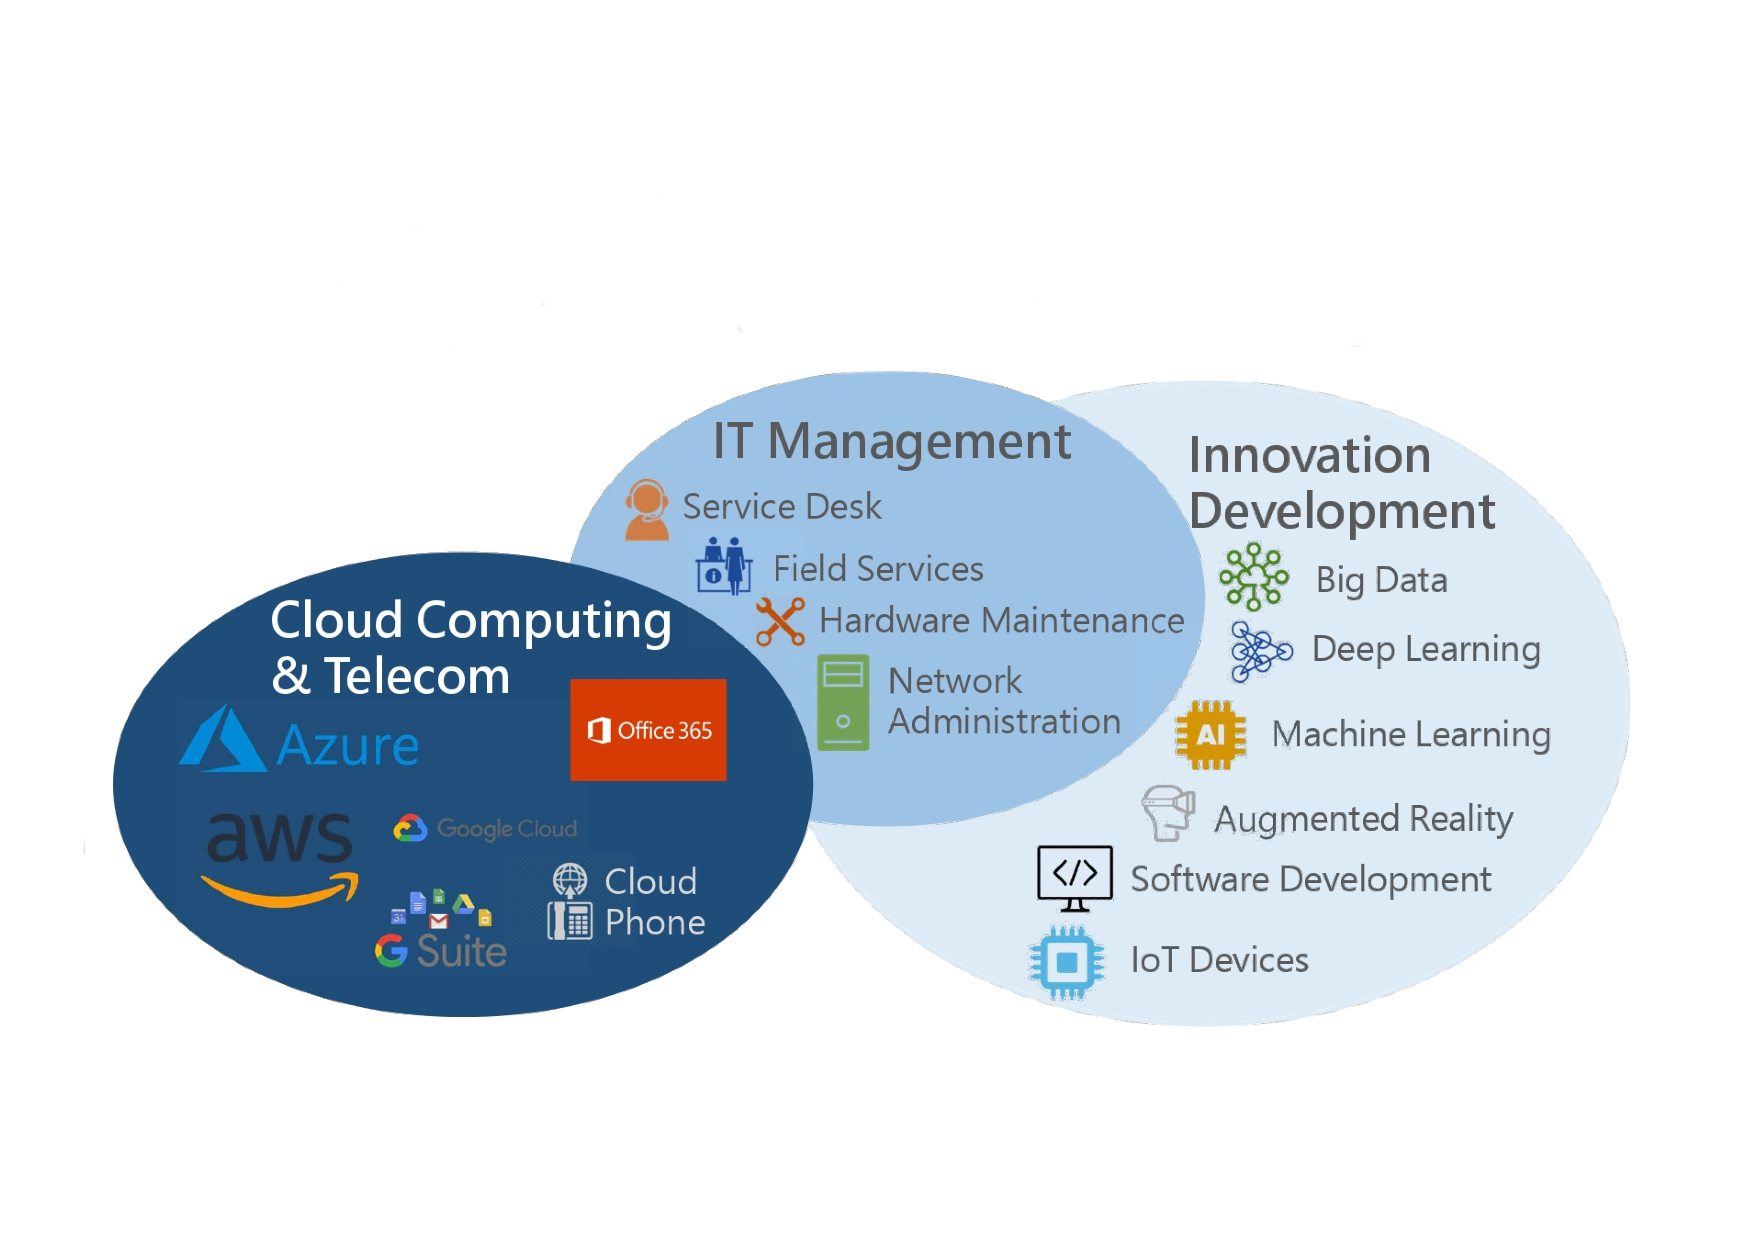 IT Management
Service Desk
Field Services
Hardware Maintenance
Network
Administration
Innovation
Development
Big Data
Deep Learning
AI
Machine Learning
Augmented Reality
</>
Software Development
IoT Devices
Cloud Computing
& Telecom
Azure
Office 365
aws
Google Cloud
31
G Suite
Cloud
Phone